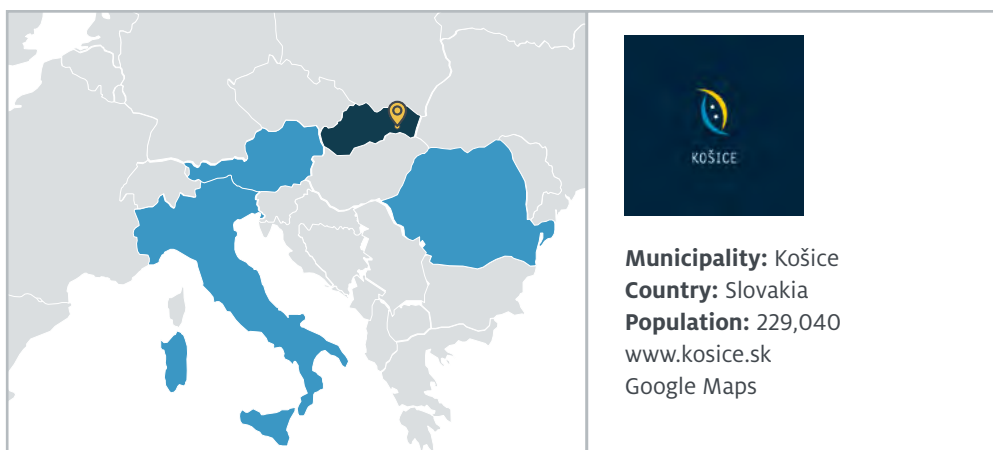 KOŠICE
Municipality: Košice
Country: Slovakia
Population: 229,040
www.kosice.sk
Google Maps